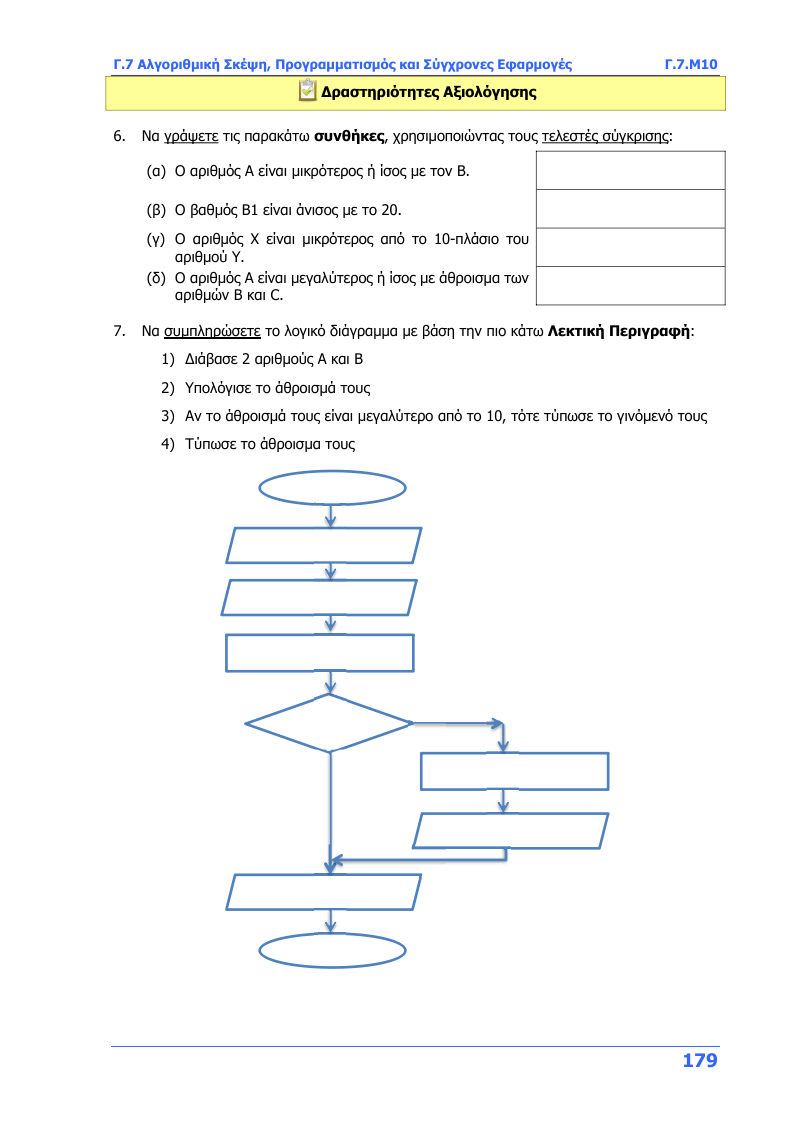 Γ.7 Αλγοριθμική Σκέψη, Προγραμματισμός και Σύγχρονες Εφαρμογές Γ.7.Μ10
Δραστηριότητες Αξιολόγησης
6. Να γράψετε τις παρακάτω συνθήκες, χρησιμοποιώντας τους τελεστές σύγκρισης:
(α) Ο αριθμός Α είναι μικρότερος ή ίσος με τον Β.
(β) Ο βαθμός Β1 είναι άνισος με το 20.
(γ) Ο αριθμός Χ είναι μικρότερος από το 10-πλάσιο του
αριθμού Υ.
(δ) Ο αριθμός Α είναι μεγαλύτερος ή ίσος με άθροισμα των
αριθμών Β και C.
7. Να συμπληρώσετε το λογικό διάγραμμα με βάση την πιο κάτω Λεκτική Περιγραφή:
1) Διάβασε 2 αριθμούς Α και Β
2) Υπολόγισε το άθροισμά τους
3) Αν το άθροισμά τους είναι μεγαλύτερο από το 10, τότε τύπωσε το γινόμενό τους
4) Τύπωσε το άθροισμα τους
179